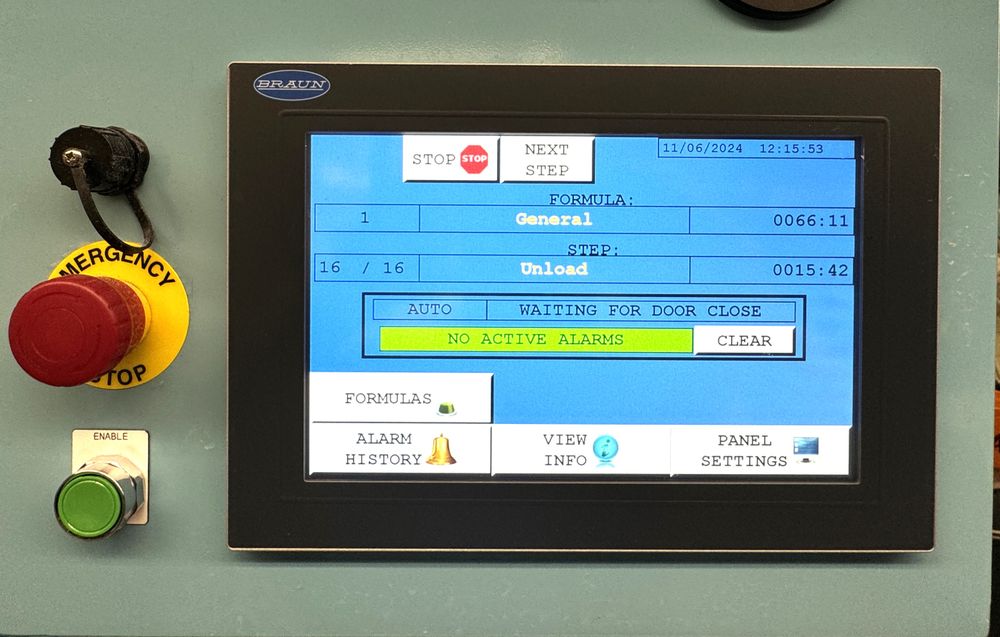 BRAUN
STOP STOP
NEXT
STEP
11/06/2024 12:15:53
FORMULA:
1 General 0066:11
STEP:
16 / 16 Unload 0015:42
AUTO WAITING FOR DOOR CLOSE
NO ACTIVE ALARMS CLEAR
FORMULAS
ALARM
HISTORY
VIEW
INFO
PANEL
SETTINGS
EMERGENCY
STOP
ENABLE